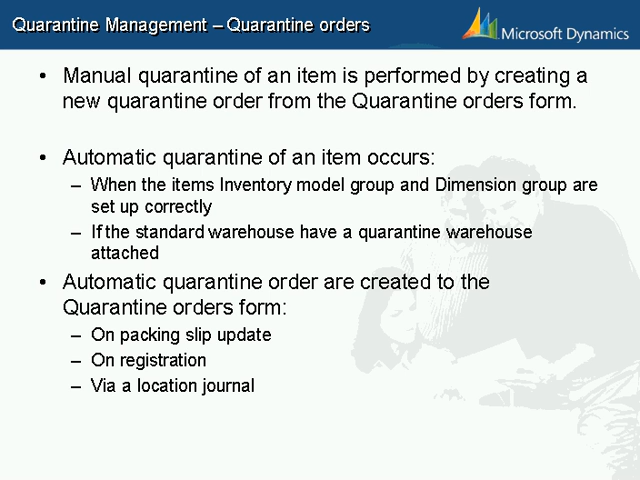 Quarantine Management – Quarantine orders
Microsoft Dynamics
• Manual quarantine of an item is performed by creating a
new quarantine order from the Quarantine orders form.
• Automatic quarantine of an item occurs:
– When the items Inventory model group and Dimension group are
set up correctly
– If the standard warehouse have a quarantine warehouse
attached
• Automatic quarantine order are created to the
Quarantine orders form:
– On packing slip update
– On registration
– Via a location journal